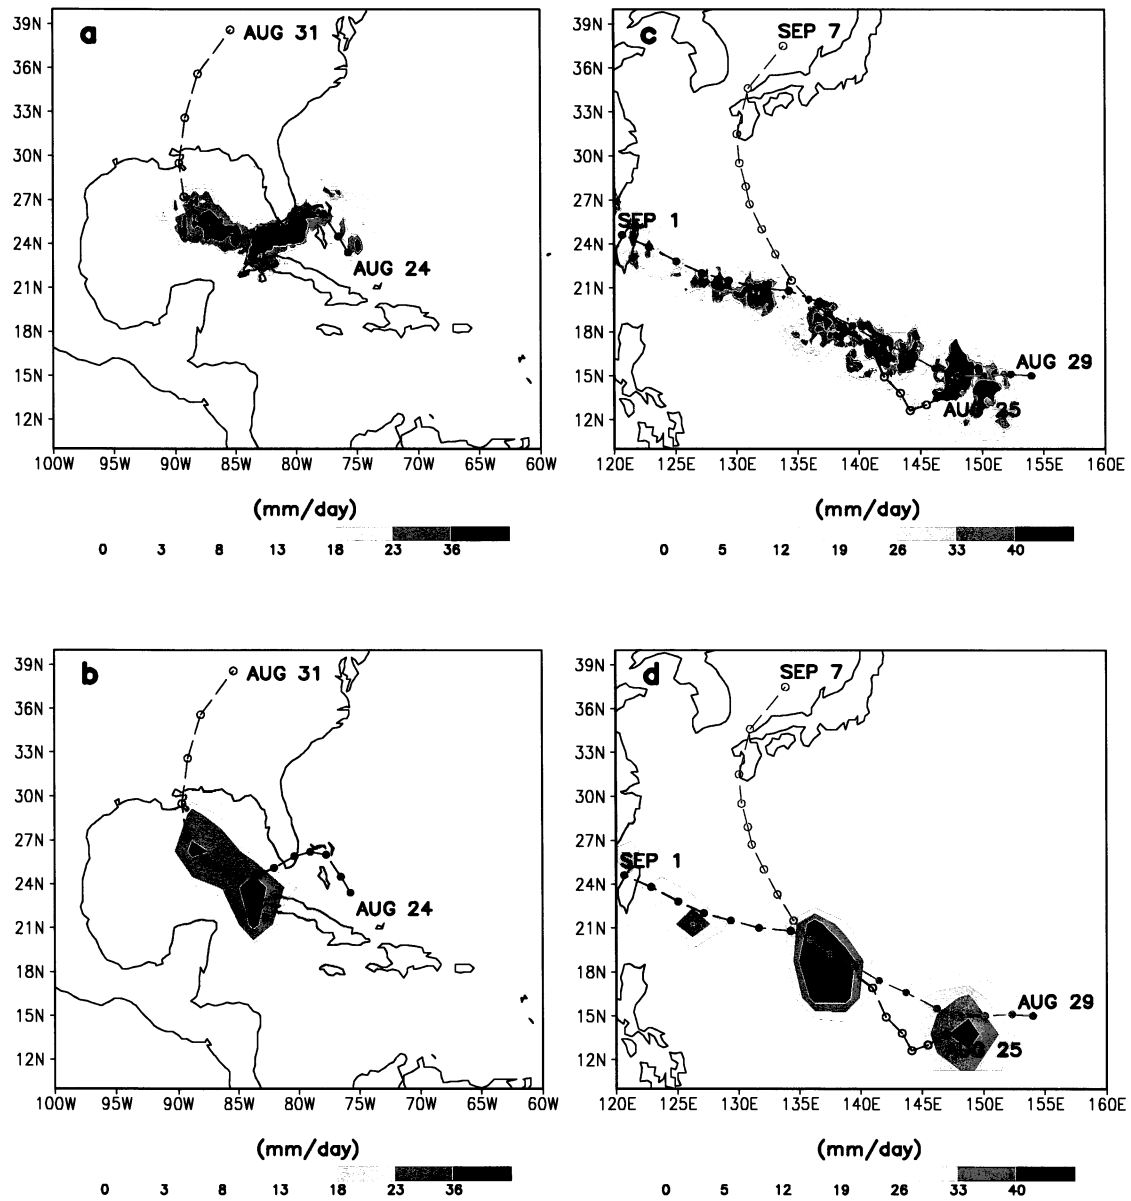 a
AUG 31
AUG 24
39N
36N
33N
30N
27N
24N
21N
18N
15N
12N
100W 95W 90W 85W 80W 75W 70W 65W 60W
(mm/day)
0 3 8 13 18 23 36
c
SEP 7
SEP 1
AUG 29
AUG 25
39N
36N
33N
30N
27N
24N
21N
18N
15N
12N
120E 125E 130E 135E 140E 145E 150E 155E 160E
(mm/day)
0 5 12 19 26 33 40
b
AUG 31
AUG 24
39N
36N
33N
30N
27N
24N
21N
18N
15N
12N
100W 95W 90W 85W 80W 75W 70W 65W 60W
(mm/day)
0 3 8 13 18 23 36
d
SEP 7
SEP 1
AUG 29
AUG 25
39N
36N
33N
30N
27N
24N
21N
18N
15N
12N
120E 125E 130E 135E 140E 145E 150E 155E 160E
(mm/day)
0 5 12 19 26 33 40